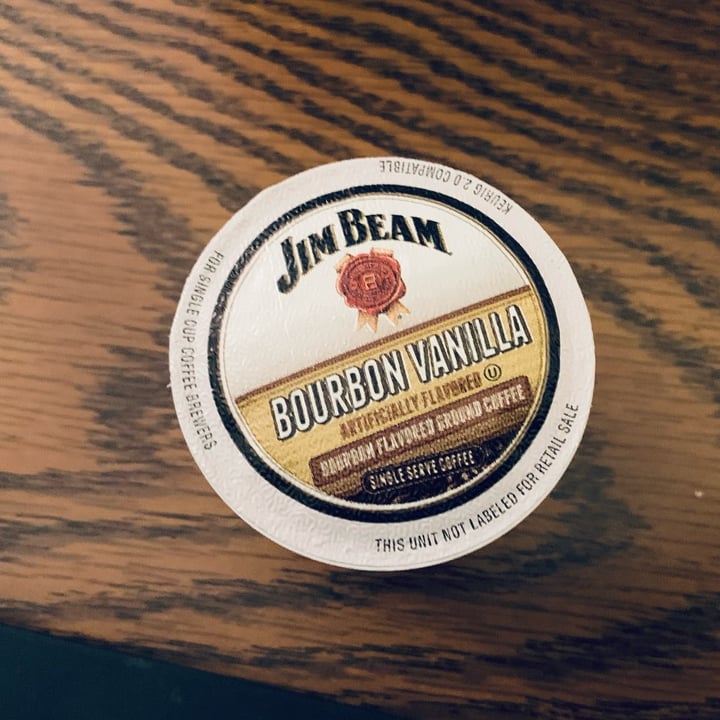 KEURIG 2.0 COMPATIBLE
FOR SINGLE CUP COFFEE BREWERS
JIM BEAM
BOURBON VANILLA
ARTIFICIALLY FLAVORED U
BOURBON FLAVORED GROUND COFFEE
SINGLE SERVE COFFEE
THIS UNIT NOT LABELED FOR RETAIL SALE